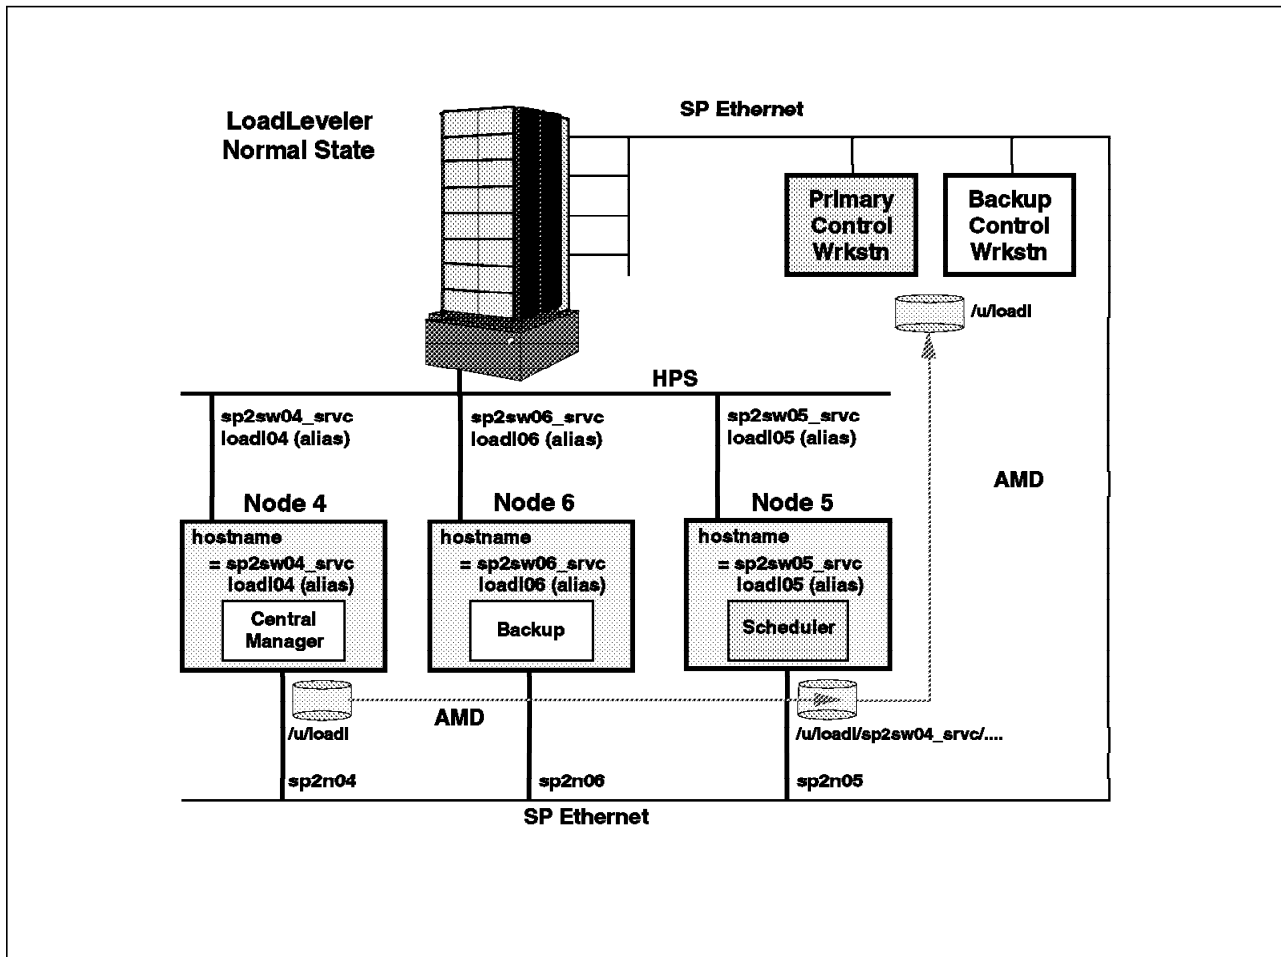 SP Ethernet
LoadLeveler
Normal State
Primary
Control
Wrkstn
Backup
Control
Wrkstn
/u/loadl
HPS
sp2sw04_srvc
loadl04 (alias)
sp2sw06_srvc
loadl06 (alias)
sp2sw05_srvc
loadl05 (alias)
AMD
Node 4
Node 6
Node 5
hostname
= sp2sw04_srvc
loadl04 (alias)
Central
Manager
hostname
= sp2sw06_srvc
loadl06 (alias)
Backup
hostname
= sp2sw05_srvc
loadl05 (alias)
Scheduler
AMD
/u/loadl
/u/loadl/sp2sw04_srvc/....
sp2n04
sp2n06
sp2n05
SP Ethernet